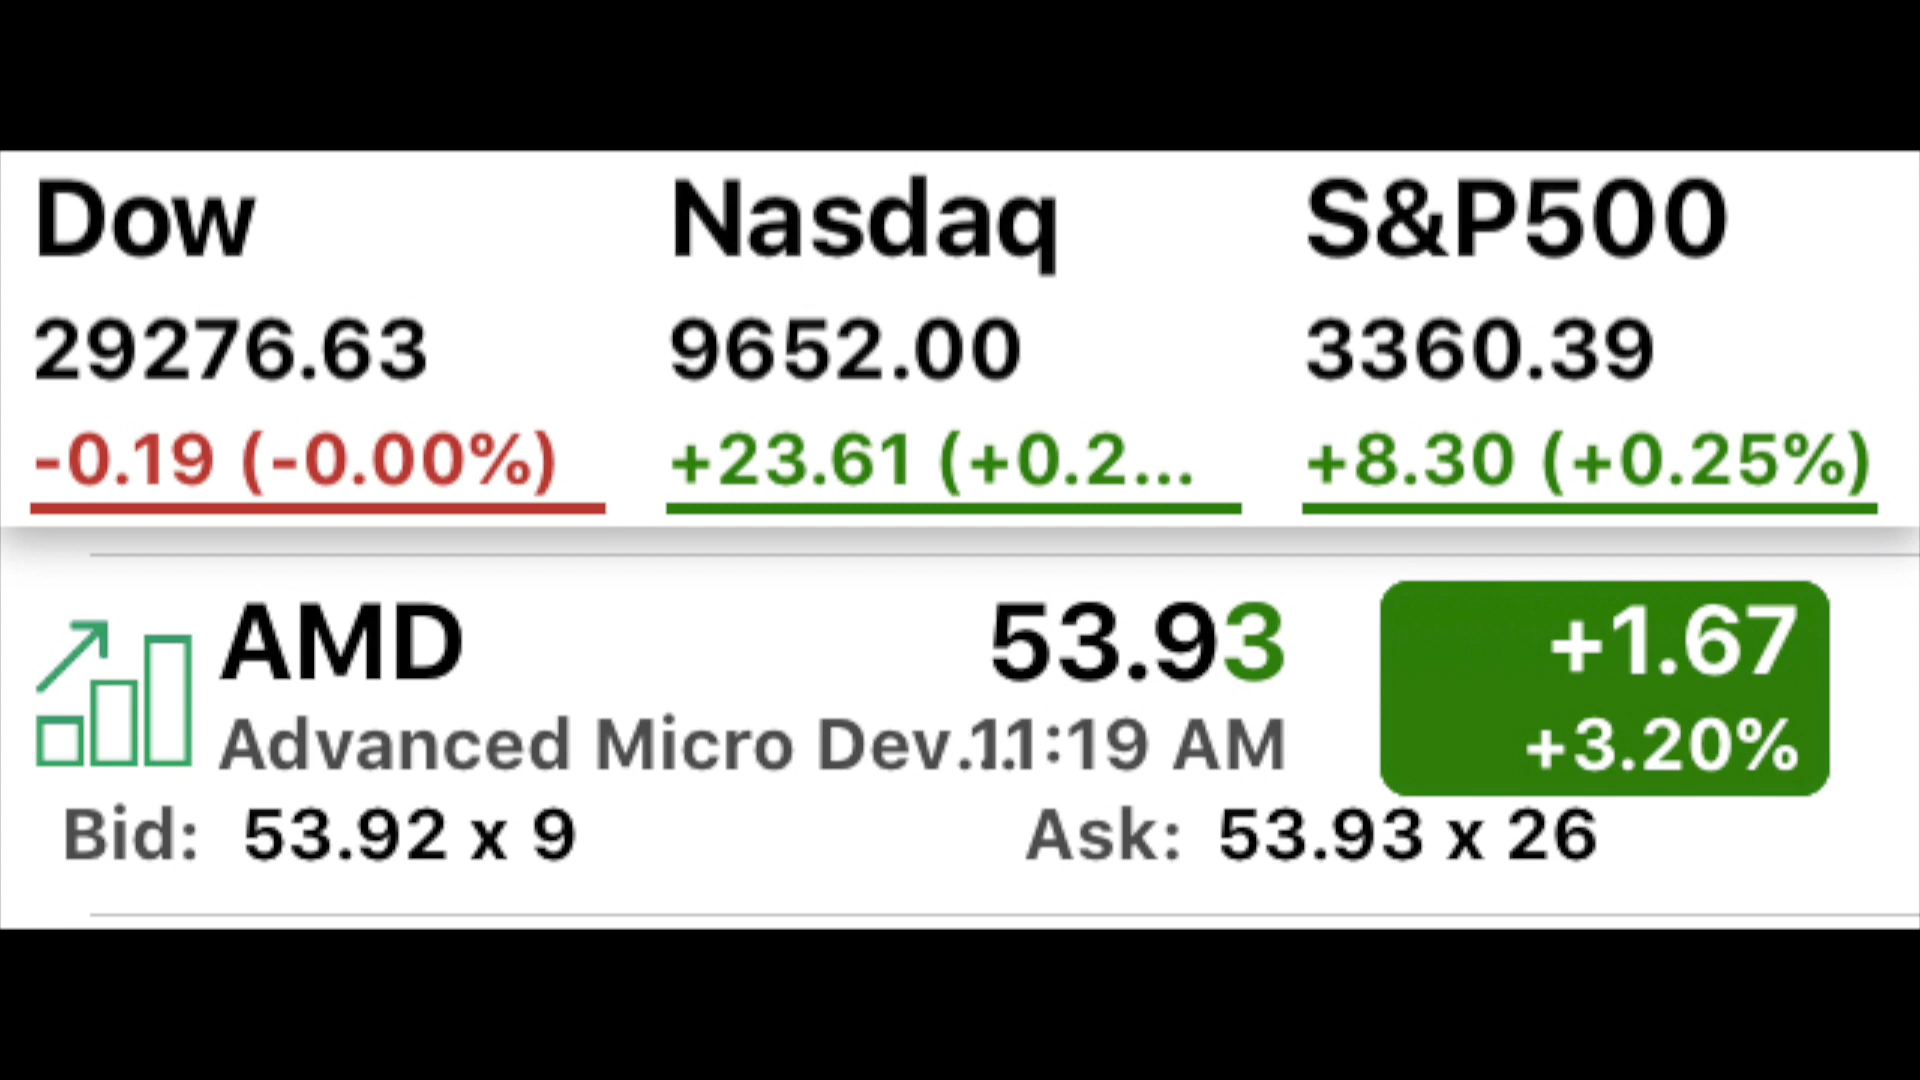 Dow Nasdaq S&P500
29276.63 9652.00 3360.39
-0.19 (-0.00%) +23.61 (+0.2... +8.30 (+0.25%)
AMD 53.93 +1.67
Advanced Micro Dev... 11:19 AM +3.20%
Bid: 53.92 x 9 Ask: 53.93 x 26